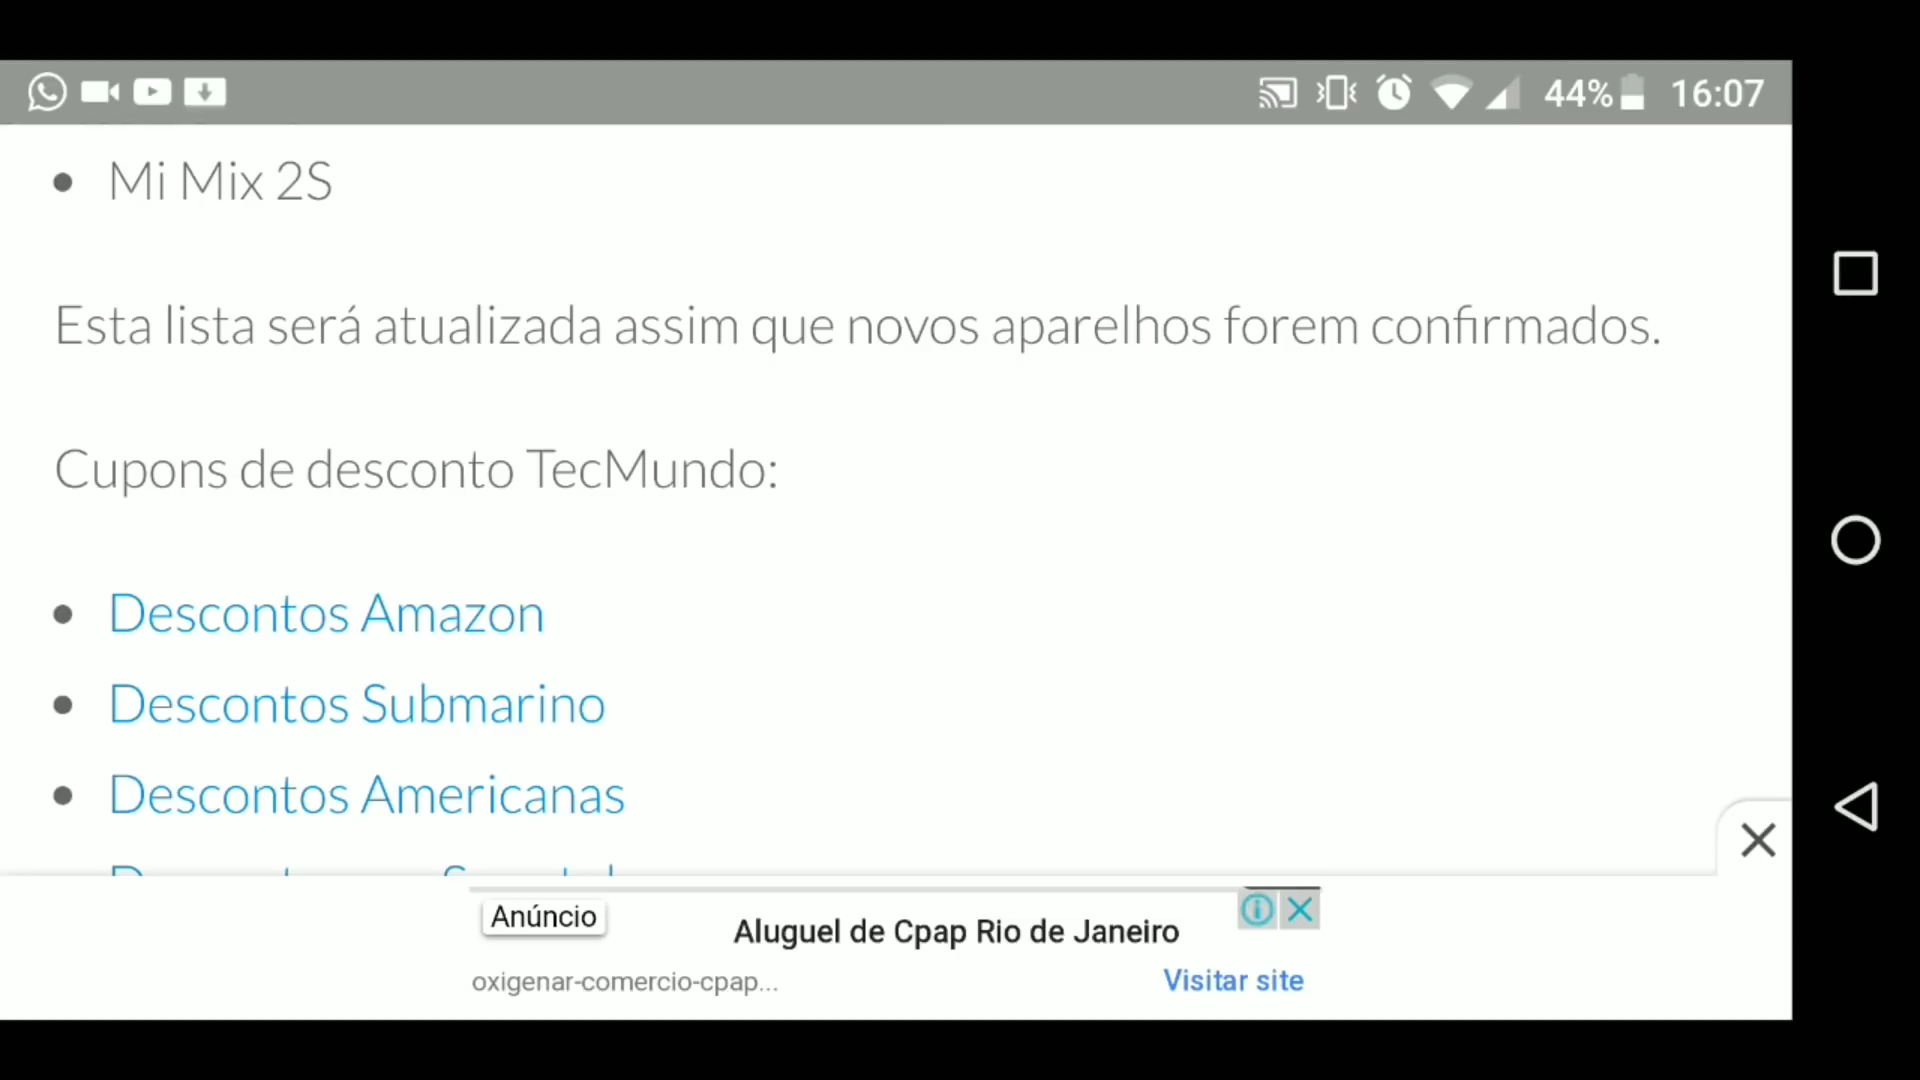 44% 16:07
Mi Mix 2S
Esta lista será atualizada assim que novos aparelhos forem confirmados.
Cupons de desconto TecMundo:
Descontos Amazon
Descontos Submarino
Descontos Americanas
Anúncio
Aluguel de Cpap Rio de Janeiro
oxigenar-comercio-cpap...
Visitar site